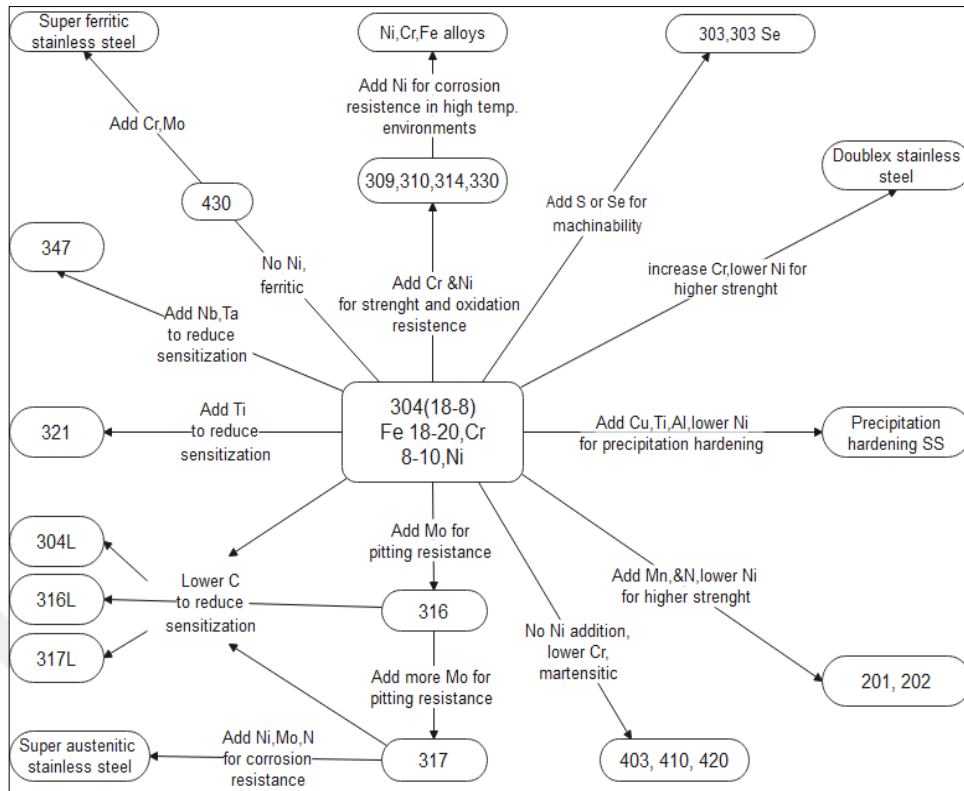 Super ferritic
stainless steel
Ni,Cr,Fe alloys
303,303 Se
Add Ni for corrosion
resistence in high temp.
environments
Add Cr,Mo
Doublex stainless
steel
309,310,314,330
430
Add S or Se for
machinability
347
No Ni,
ferritic
increase Cr,lower Ni for
higher strenght
Add Cr &Ni
for strenght and oxidation
resistence
Add Nb,Ta
to reduce
sensitization
304(18-8)
Fe 18-20,Cr
8-10,Ni
321
Add Ti
to reduce
sensitization
Add Cu,Ti,Al,lower Ni
for precipitation hardening
Precipitation
hardening SS
304L
316L
317L
Lower C
to reduce
sensitization
Add Mo for
pitting resistance
316
Add Mn,&N,lower Ni
for higher strenght
No Ni addition,
lower Cr,
martensitic
Add more Mo for
pitting resistance
201, 202
Super austenitic
stainless steel
Add Ni,Mo,N
for corrosion
resistance
317
403, 410, 420